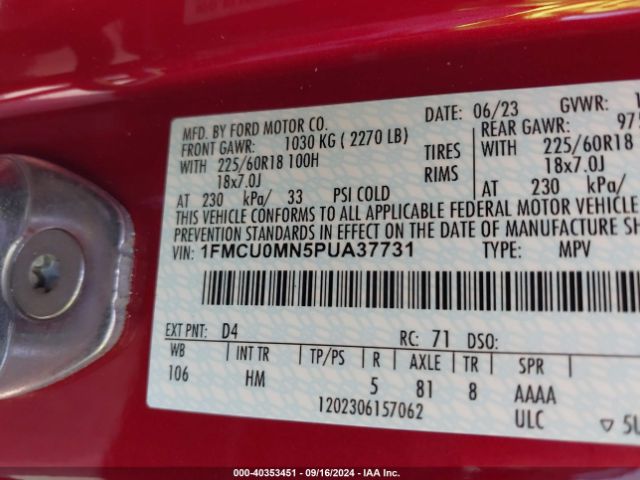 DATE: 06/23 GVWR:
MFD. BY FORD MOTOR CO.
FRONT GAWR: 1030 KG ( 2270 LB) REAR GAWR:
WITH 225/60R18 100H TIRES WITH 225/60R18
18x7.0J RIMS 18x7.0J
AT 230 kPa/ 33 PSI COLD AT 230 kPa/
THIS VEHICLE CONFORMS TO ALL APPLICABLE FEDERAL MOTOR VEHICLE
PREVENTION STANDARDS IN EFFECT ON THE DATE OF MANUFACTURE SH
VIN: 1FMCU0MN5PUA37731 TYPE: MPV
EXT PNT: D4 RC: 71 DSO:
WB INT TR TP/PS R AXLE TR SPR
106 HM 5 81 8 AAAA
1202306157062 ULC ▽ 5U
000-40353451 - 09/16/2024 - IAA Inc.